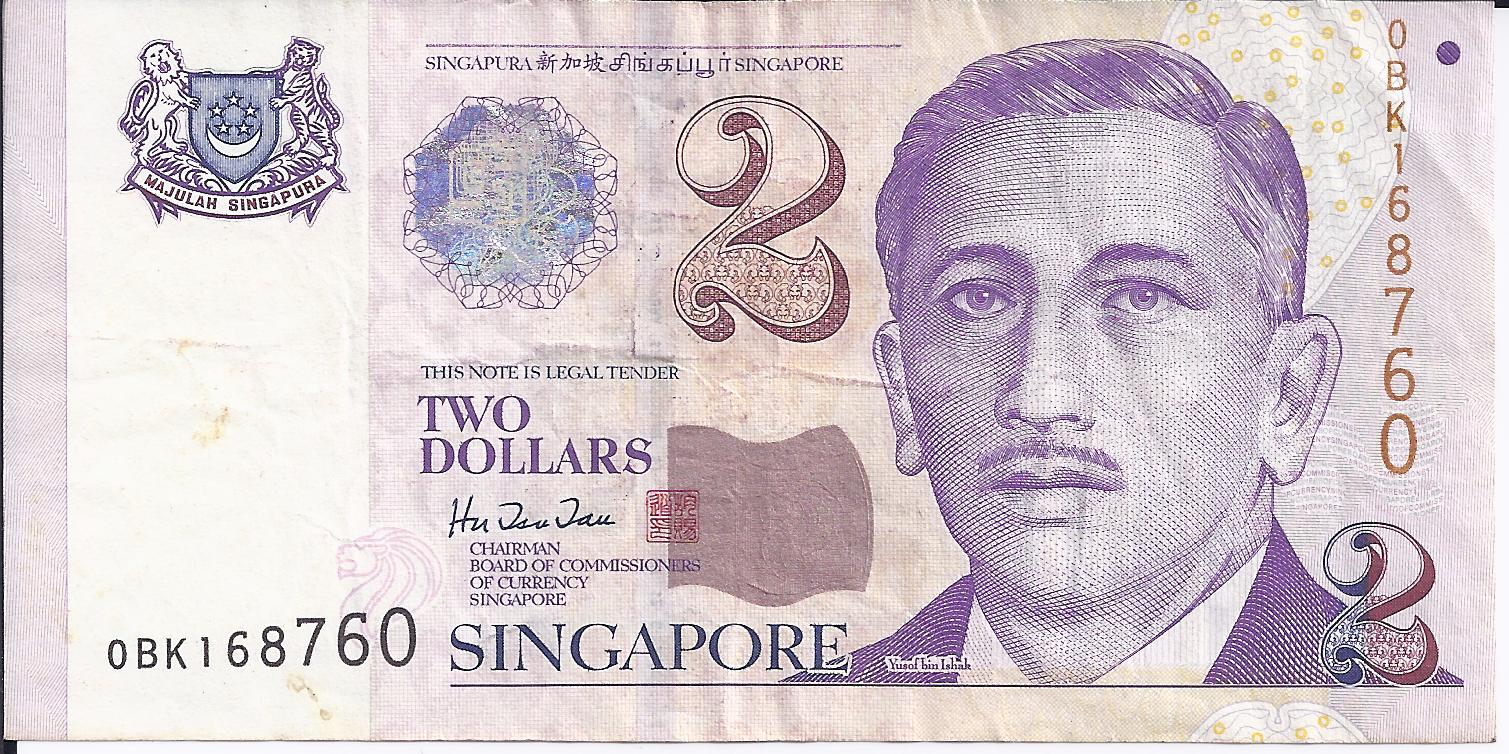 SINGAPURA 新加坡 சிங்கப்பூர் SINGAPORE
MAJULAH SINGAPURA
2
0BK168760
THIS NOTE IS LEGAL TENDER
TWO
DOLLARS
CHAIRMAN
BOARD OF COMMISSIONERS
OF CURRENCY
SINGAPORE
0BK168760
SINGAPORE
Yusof bin Ishak
2